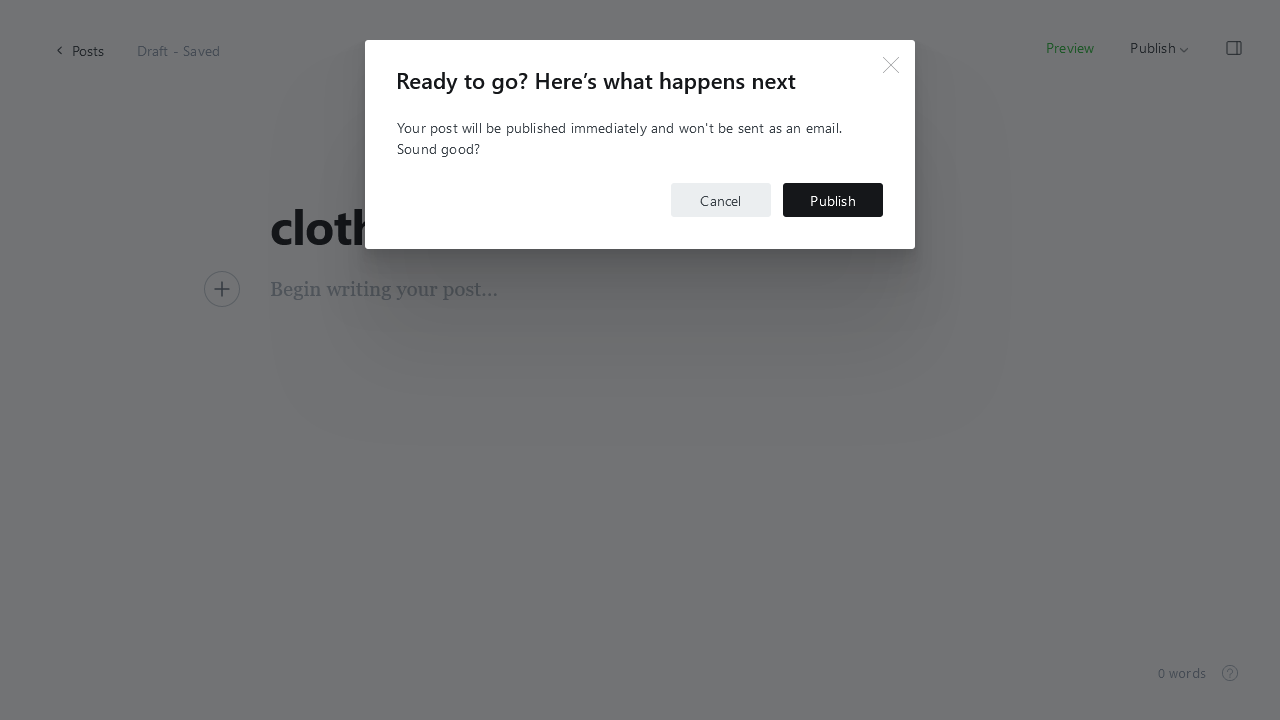 Posts
Draft - Saved
Preview
Publish
Ready to go? Here's what happens next
Your post will be published immediately and won't be sent as an email.
Sound good?
Cancel
Publish
Begin writing your post...
0 words